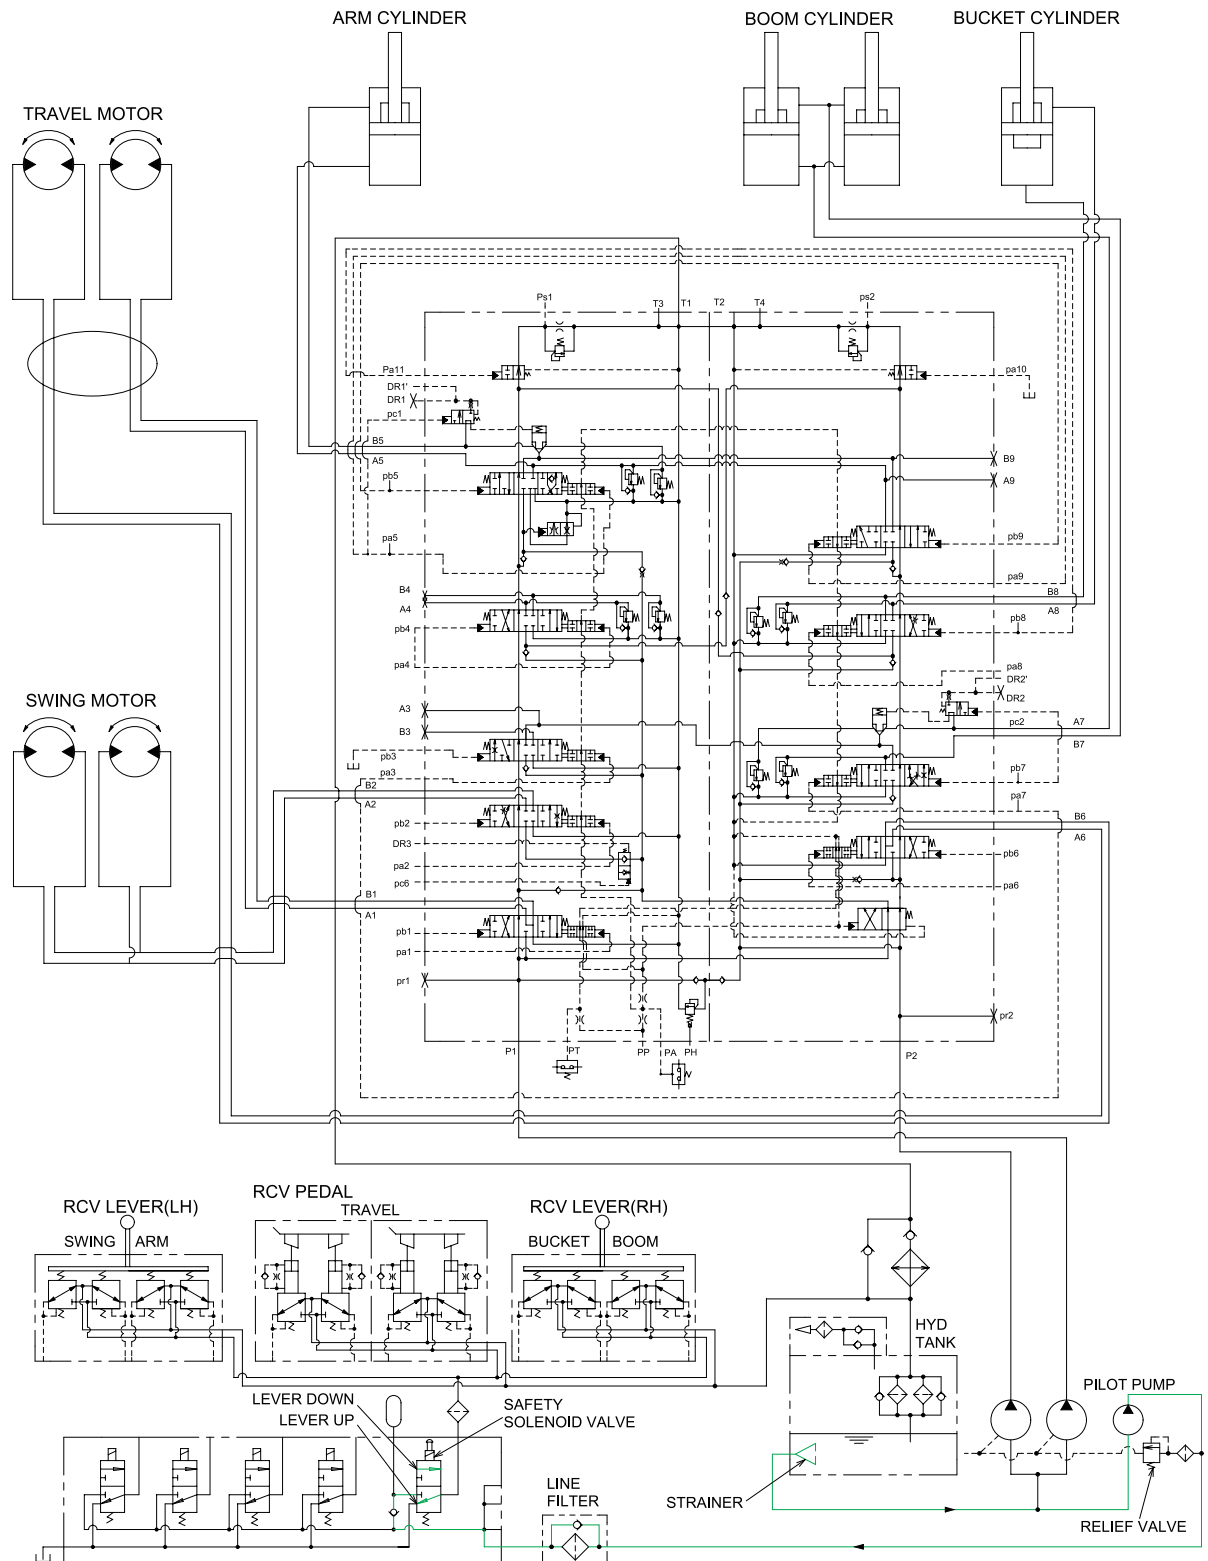 ARM CYLINDER
BOOM CYLINDER
BUCKET CYLINDER
TRAVEL MOTOR
Ps1
T3
T1
T2
T4
ps2
Pa11
pa10
DR1'
DR1
pc1
B5
A5
B9
A9
pb5
pa5
pb9
pa9
B4
A4
B8
A8
pb4
pb8
pa4
pa8
DR2'
DR2
SWING MOTOR
A3
B3
pc2
A7
B7
pb3
pa3
pb7
pa7
B2
A2
B6
A6
pb2
DR3
pa2
pc6
pb6
pa6
B1
A1
pb1
pa1
pr1
pr2
P1
PT
PP
PA
PH
P2
RCV LEVER(LH)
SWING
ARM
RCV PEDAL
TRAVEL
RCV LEVER(RH)
BUCKET
BOOM
HYD
TANK
PILOT PUMP
LEVER DOWN
LEVER UP
SAFETY
SOLENOID VALVE
LINE
FILTER
STRAINER
RELIEF VALVE